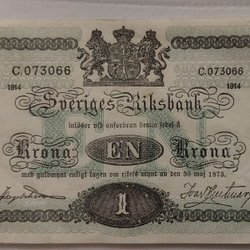 C.073066 C.073066
1914 1914
Sveriges Riksbank
inlöser vid anfordran denna sedel å
Krona EN Krona
med guldmynt enligt lagen om rikets mynt av den 30 maj 1873.
1